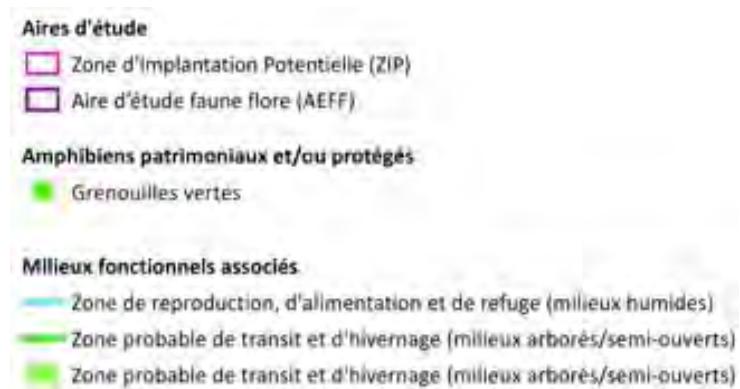 Aires d'étude
Zone d'Implantation Potentielle (ZIP)
Aire d'étude faune flore (AEFF)
Amphibiens patrimoniaux et/ou protégés
Grenouilles vertes
Milieux fonctionnels associés
Zone de reproduction, d'alimentation et de refuge (milieux humides)
Zone probable de transit et d'hivernage (milieux arborés/semi-ouverts)
Zone probable de transit et d'hivernage (milieux arborés/semi-ouverts)